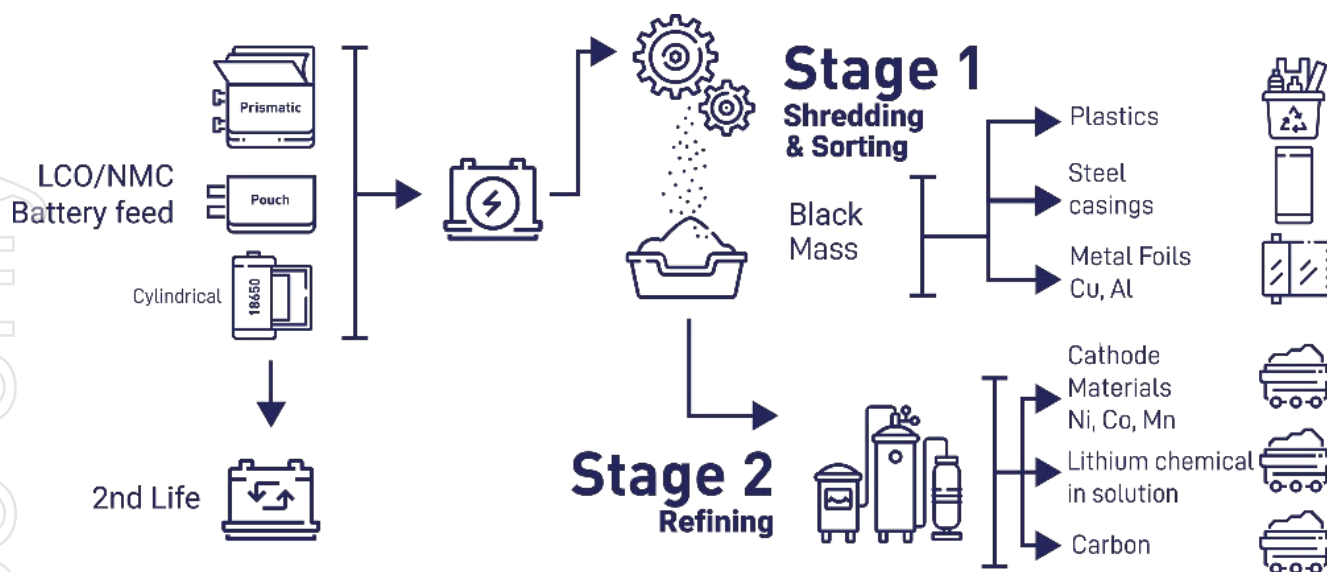 Prismatic
LCO/NMC
Battery feed
Pouch
Cylindrical
18650
2nd Life
Stage 1
Shredding
& Sorting
Black
Mass
Plastics
Steel
casings
Metal Foils
Cu, Al
Stage 2
Refining
Cathode
Materials
Ni, Co, Mn
Lithium chemical
in solution
Carbon